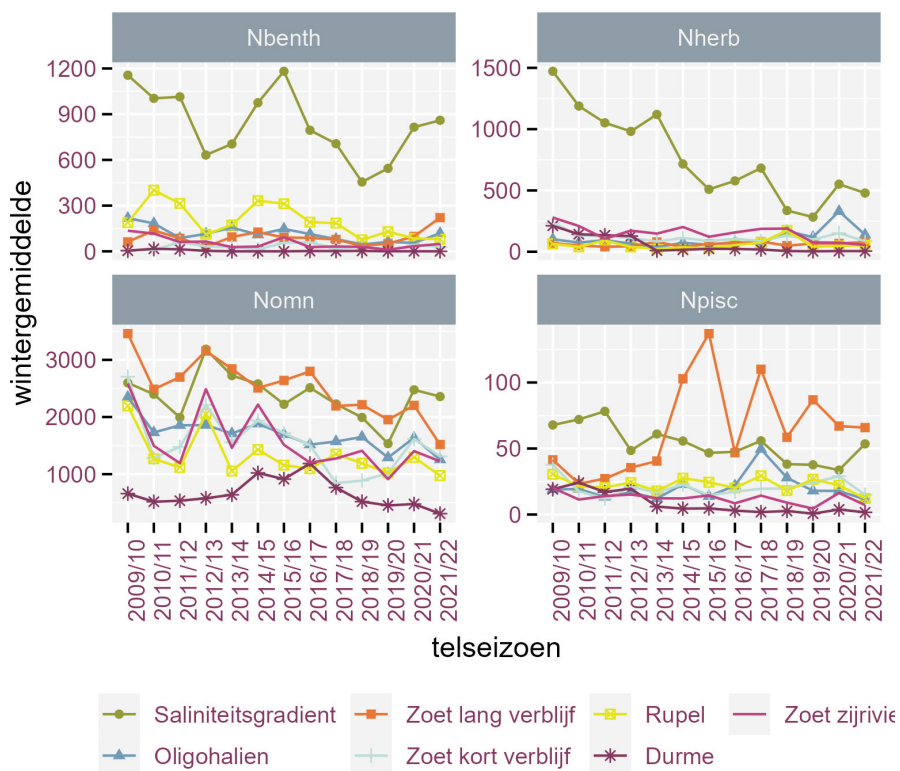 Nbenth Nherb
1200
900
600
300
0
1500
1000
500
0
Nomn Npisc
3000
2000
1000
100
50
0
wintergemiddelde
2009/10 2010/11 2011/12 2012/13 2013/14 2014/15 2015/16 2016/17 2017/18 2018/19 2019/20 2020/21 2021/22
2009/10 2010/11 2011/12 2012/13 2013/14 2014/15 2015/16 2016/17 2017/18 2018/19 2019/20 2020/21 2021/22
telseizoen
Saliniteitsgradient Zoet lang verblijf Rupel Zoet zijrivie
Oligohalien Zoet kort verblijf Durme